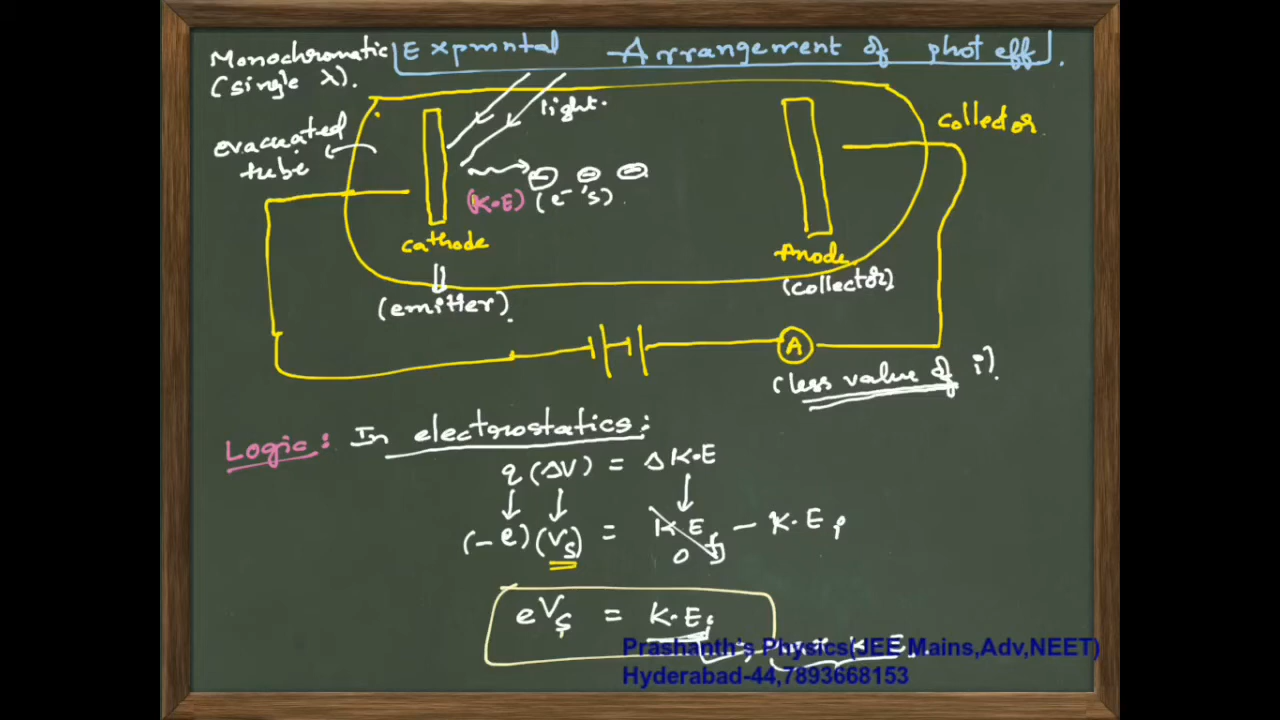 Monochromatic
(single λ).
Expmntal Arrangement of phot eff.
evacuated
tube
light.
collector
(K.E) (e⁻'s)
cathode
(emitter).
Anode
(collector)
A
(less value of i).
Logic: In electrostatics:
q(ΔV) = ΔK.E
(-e)(Vs) = K.Ef - K.Ei
0
eVs = K.Ei
Prashanth's Physics(JEE Mains,Adv,NEET)
Hyderabad-44,7893668153